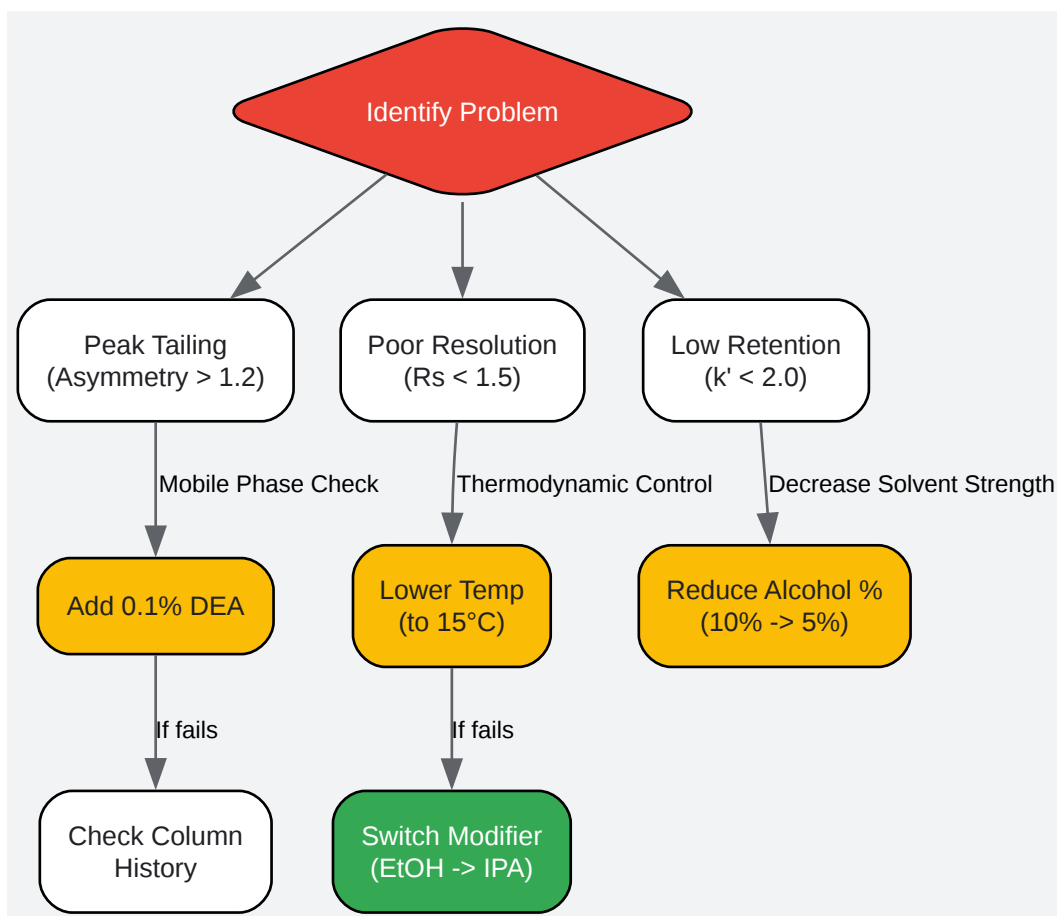 Identify Problem
Peak Tailing
(Asymmetry > 1.2)
Poor Resolution
(Rs < 1.5)
Low Retention
(k' < 2.0)
Mobile Phase Check
Thermodynamic Control
Decrease Solvent Strength
Add 0.1% DEA
Lower Temp
(to 15°C)
Reduce Alcohol %
(10% -> 5%)
If fails
If fails
Check Column
History
Switch Modifier
(EtOH -> IPA)